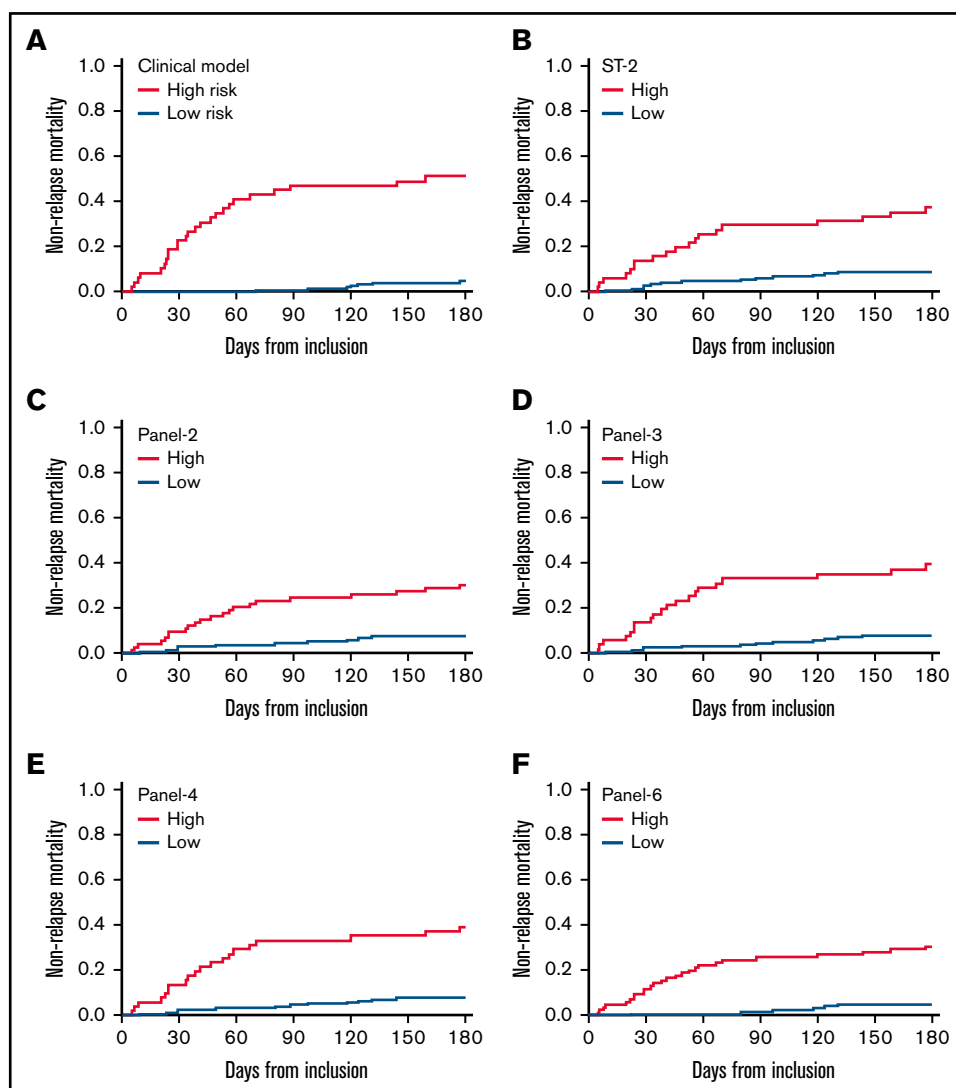 A
Clinical model
High risk
Low risk
Non-relapse mortality
1.0
0.8
0.6
0.4
0.2
0.0
0 30 60 90 120 150 180
Days from inclusion
B
ST-2
High
Low
Non-relapse mortality
1.0
0.8
0.6
0.4
0.2
0.0
0 30 60 90 120 150 180
Days from inclusion
C
Panel-2
High
Low
Non-relapse mortality
1.0
0.8
0.6
0.4
0.2
0.0
0 30 60 90 120 150 180
Days from inclusion
D
Panel-3
High
Low
Non-relapse mortality
1.0
0.8
0.6
0.4
0.2
0.0
0 30 60 90 120 150 180
Days from inclusion
E
Panel-4
High
Low
Non-relapse mortality
1.0
0.8
0.6
0.4
0.2
0.0
0 30 60 90 120 150 180
Days from inclusion
F
Panel-6
High
Low
Non-relapse mortality
1.0
0.8
0.6
0.4
0.2
0.0
0 30 60 90 120 150 180
Days from inclusion